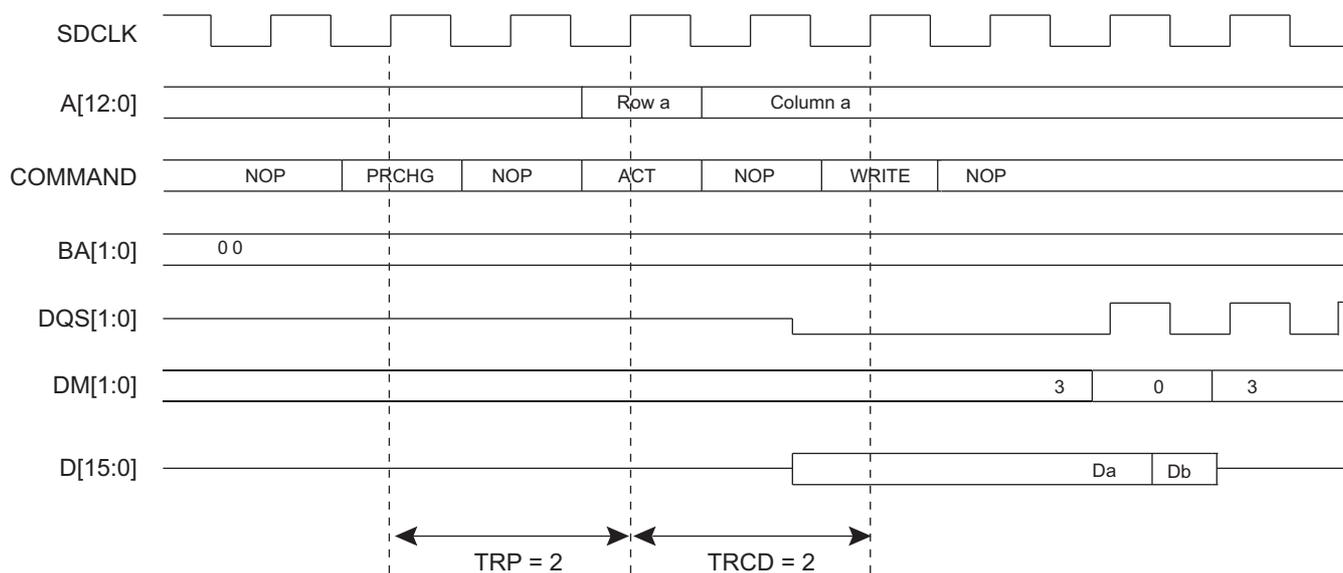 SDCLK
A[12:0] Row a Column a
COMMAND NOP PRCHG NOP ACT NOP WRITE NOP
BA[1:0] 0 0
DQS[1:0]
DM[1:0] 3 0 3
D[15:0] Da Db
TRP = 2 TRCD = 2